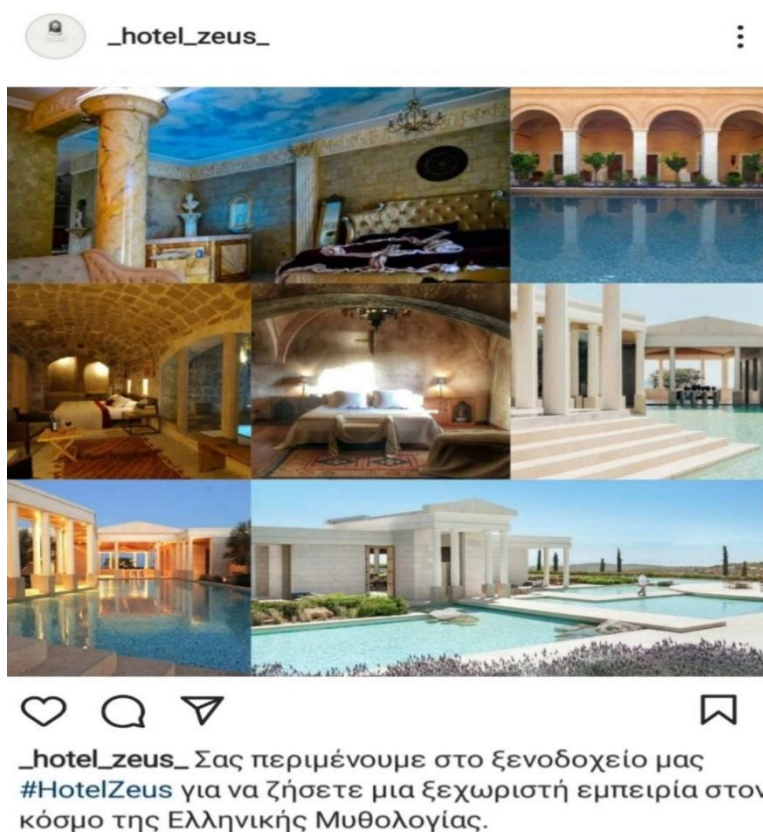 _hotel_zeus_
_hotel_zeus_ Σας περιμένουμε στο ξενοδοχείο μας
#HotelZeus για να ζήσετε μια ξεχωριστή εμπειρία στον
κόσμο της Ελληνικής Μυθολογίας.